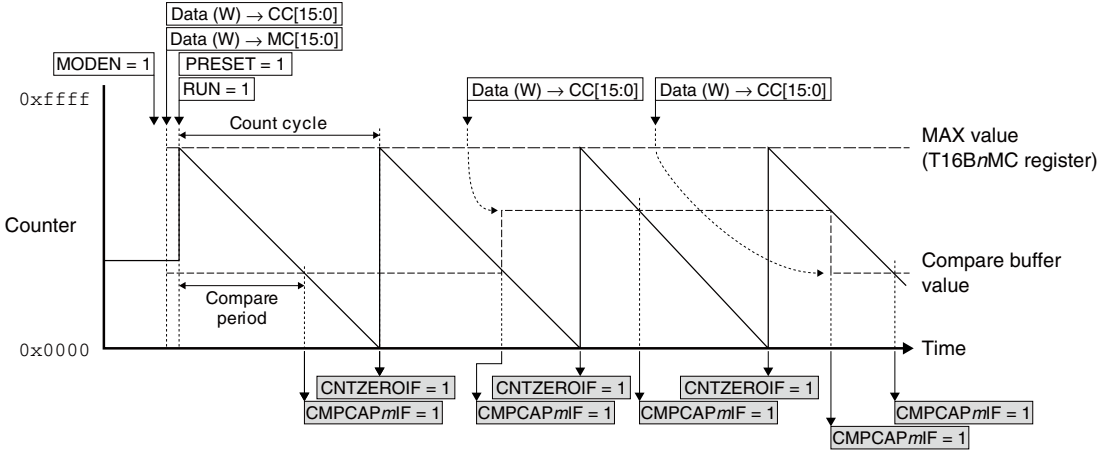 Data (W) → CC[15:0]
Data (W) → MC[15:0]
MODEN = 1
PRESET = 1
RUN = 1
Data (W) → CC[15:0]
Data (W) → CC[15:0]
0xffff
Count cycle
MAX value
(T16BnMC register)
Counter
Compare buffer
value
Compare
period
0x0000
Time
CNTZEROIF = 1
CNTZEROIF = 1
CNTZEROIF = 1
CMPCAPmIF = 1
CMPCAPmIF = 1
CMPCAPmIF = 1
CMPCAPmIF = 1
CMPCAPmIF = 1